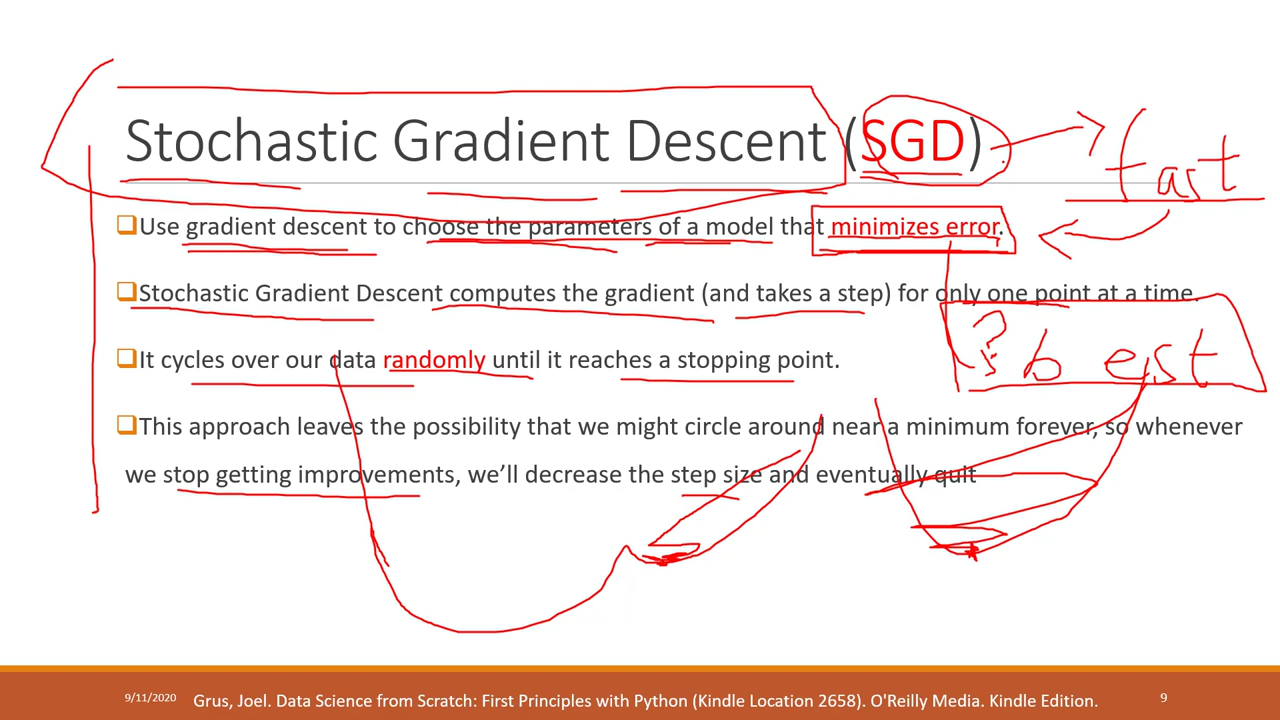 Stochastic Gradient Descent (SGD)
fast
Use gradient descent to choose the parameters of a model that minimizes error.
Stochastic Gradient Descent computes the gradient (and takes a step) for only one point at a time.
It cycles over our data randomly until it reaches a stopping point.
? best
This approach leaves the possibility that we might circle around near a minimum forever, so whenever
we stop getting improvements, we’ll decrease the step size and eventually quit
9/11/2020
Grus, Joel. Data Science from Scratch: First Principles with Python (Kindle Location 2658). O'Reilly Media. Kindle Edition.
9